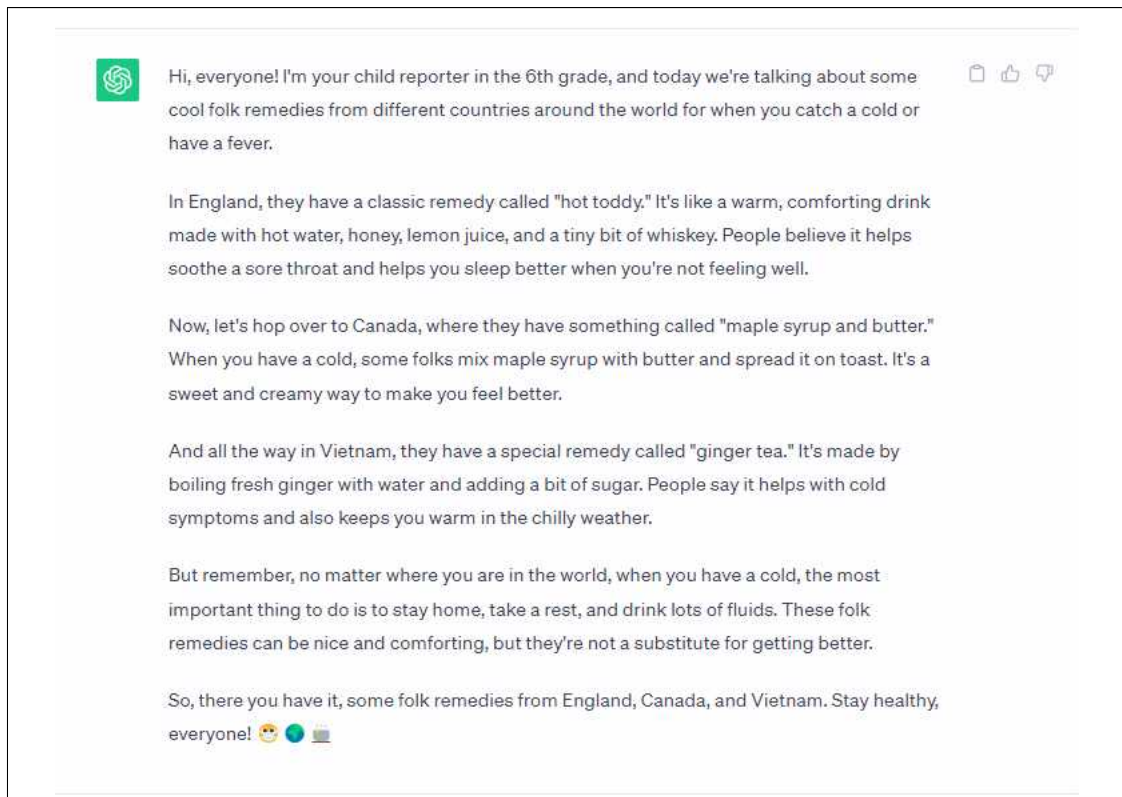 Hi, everyone! I'm your child reporter in the 6th grade, and today we're talking about some
cool folk remedies from different countries around the world for when you catch a cold or
have a fever.
In England, they have a classic remedy called "hot toddy." It's like a warm, comforting drink
made with hot water, honey, lemon juice, and a tiny bit of whiskey. People believe it helps
soothe a sore throat and helps you sleep better when you're not feeling well.
Now, let's hop over to Canada, where they have something called "maple syrup and butter."
When you have a cold, some folks mix maple syrup with butter and spread it on toast. It's a
sweet and creamy way to make you feel better.
And all the way in Vietnam, they have a special remedy called "ginger tea." It's made by
boiling fresh ginger with water and adding a bit of sugar. People say it helps with cold
symptoms and also keeps you warm in the chilly weather.
But remember, no matter where you are in the world, when you have a cold, the most
important thing to do is to stay home, take a rest, and drink lots of fluids. These folk
remedies can be nice and comforting, but they're not a substitute for getting better.
So, there you have it, some folk remedies from England, Canada, and Vietnam. Stay healthy,
everyone! 😷 🌍 🍵